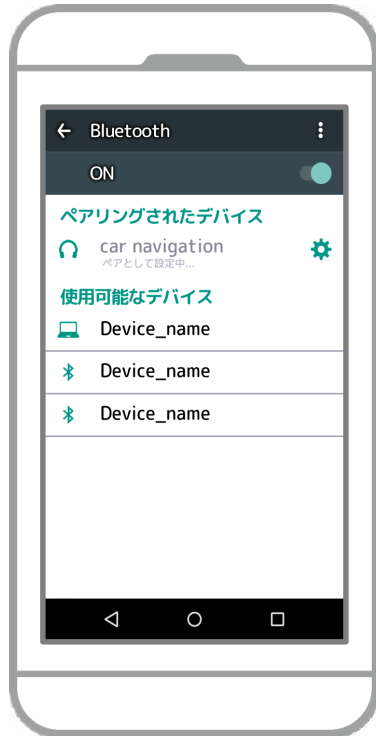 Bluetooth
ON
ペアリングされたデバイス
car navigation
ペアとして設定中...
使用可能なデバイス
Device_name
Device_name
Device_name